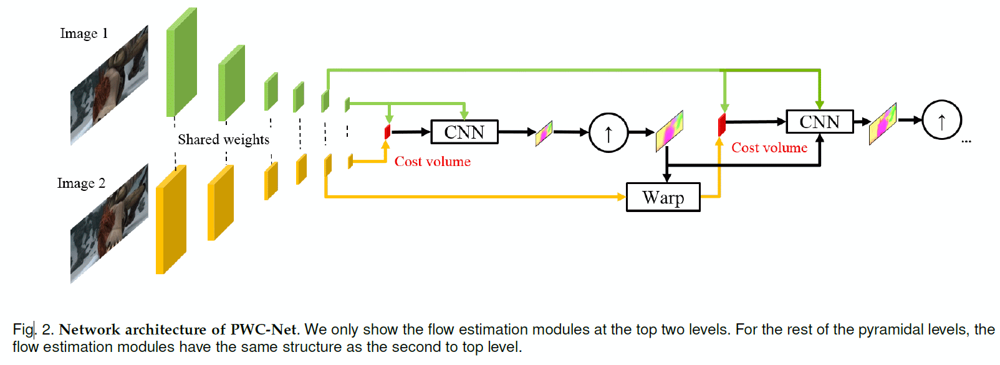 Image 1
Shared weights
Image 2
CNN
Cost volume
↑
Warp
Cost volume
CNN
↑
...
Fig. 2. Network architecture of PWC-Net. We only show the flow estimation modules at the top two levels. For the rest of the pyramidal levels, the
flow estimation modules have the same structure as the second to top level.